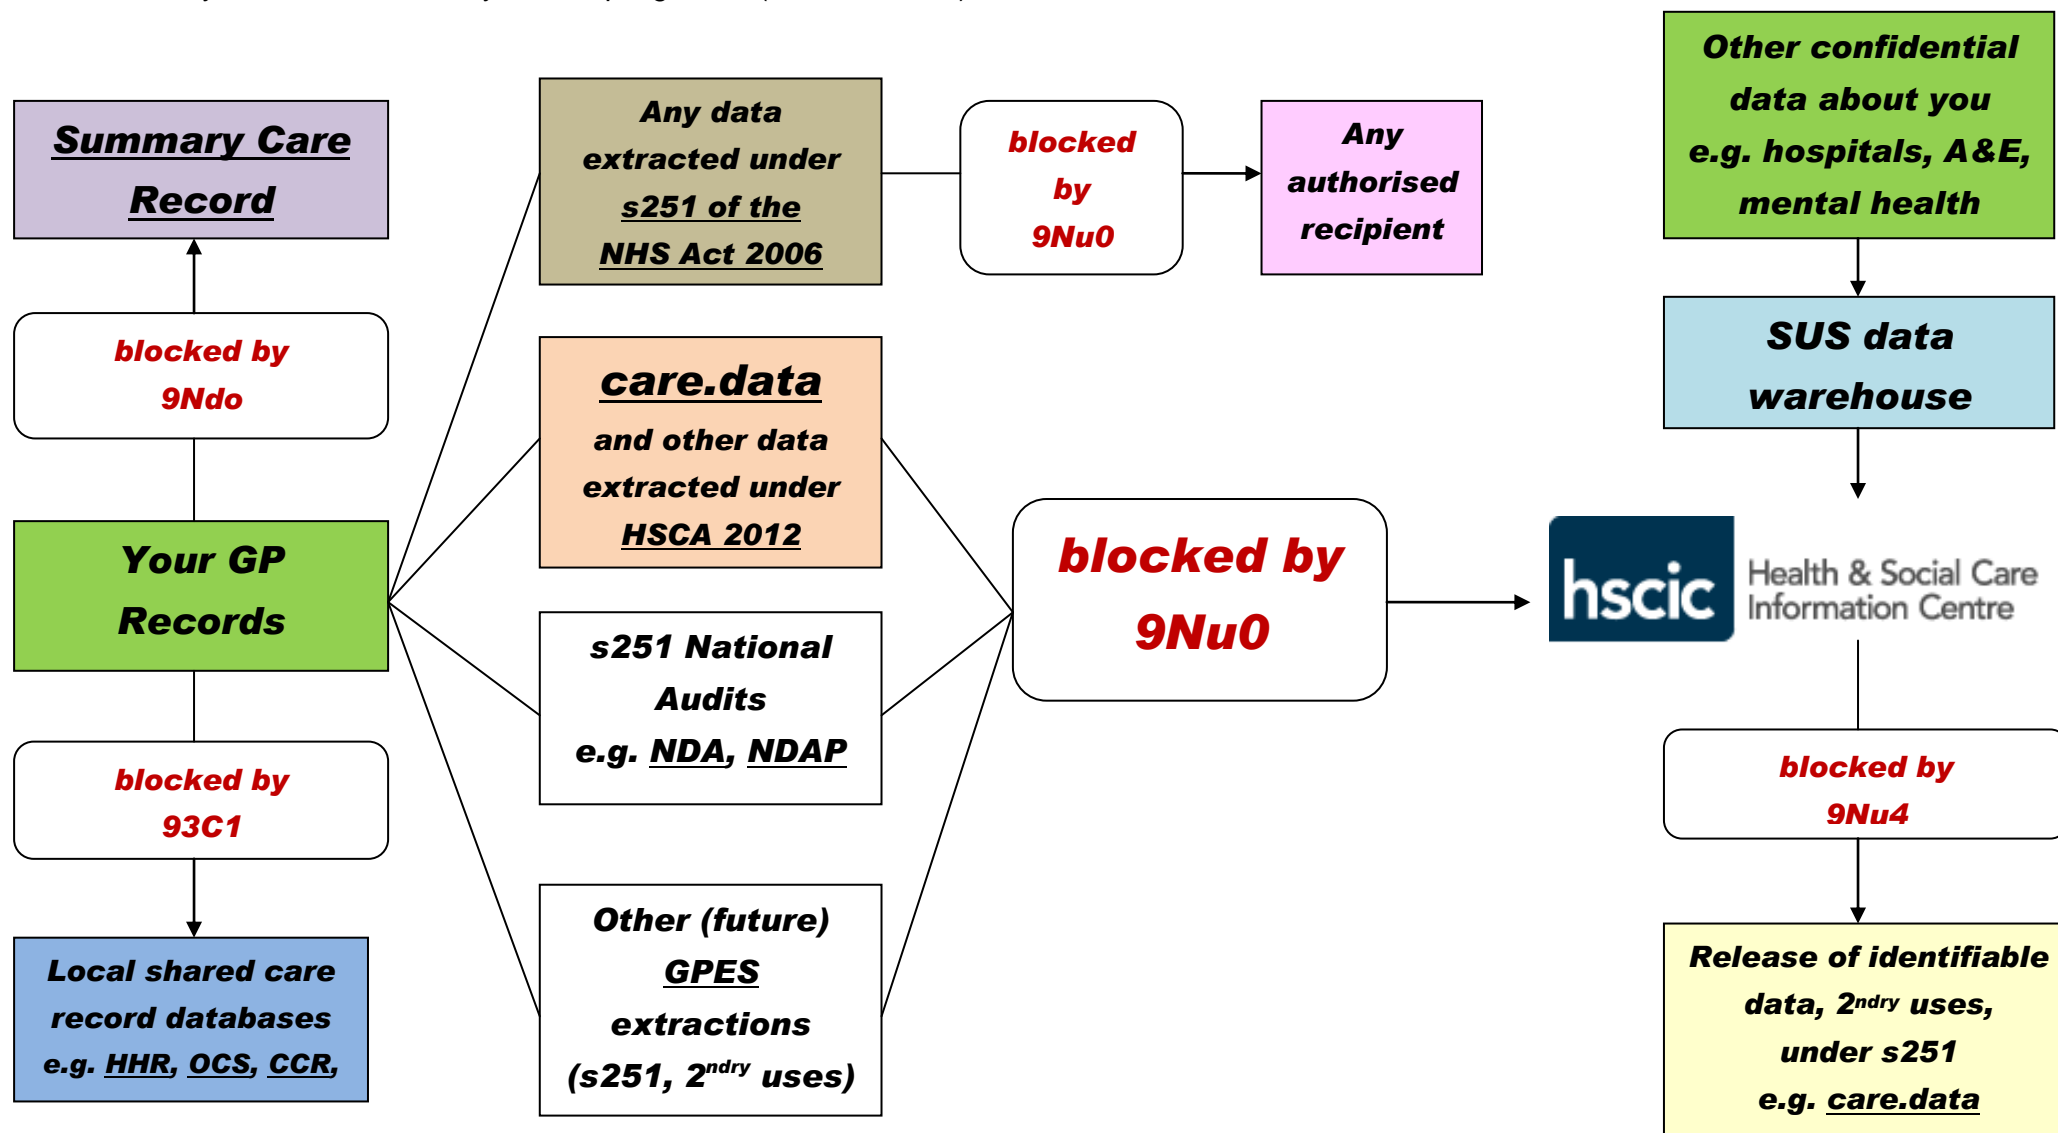 Summary Care
Record
blocked by
9Ndo
Your GP
Records
blocked by
93C1
Local shared care
record databases
e.g. HHR, OCS, CCR,
Any data
extracted under
s251 of the
NHS Act 2006
blocked
by
9Nu0
Any
authorised
recipient
care.data
and other data
extracted under
HSCA 2012
s251 National
Audits
e.g. NDA, NDAP
Other (future)
GPES
extractions
(s251, 2ndry uses)
blocked by
9Nu0
Other confidential
data about you
e.g. hospitals, A&E,
mental health
SUS data
warehouse
hscic
Health & Social Care
Information Centre
blocked by
9Nu4
Release of identifiable
data, 2ndry uses,
under s251
e.g. care.data